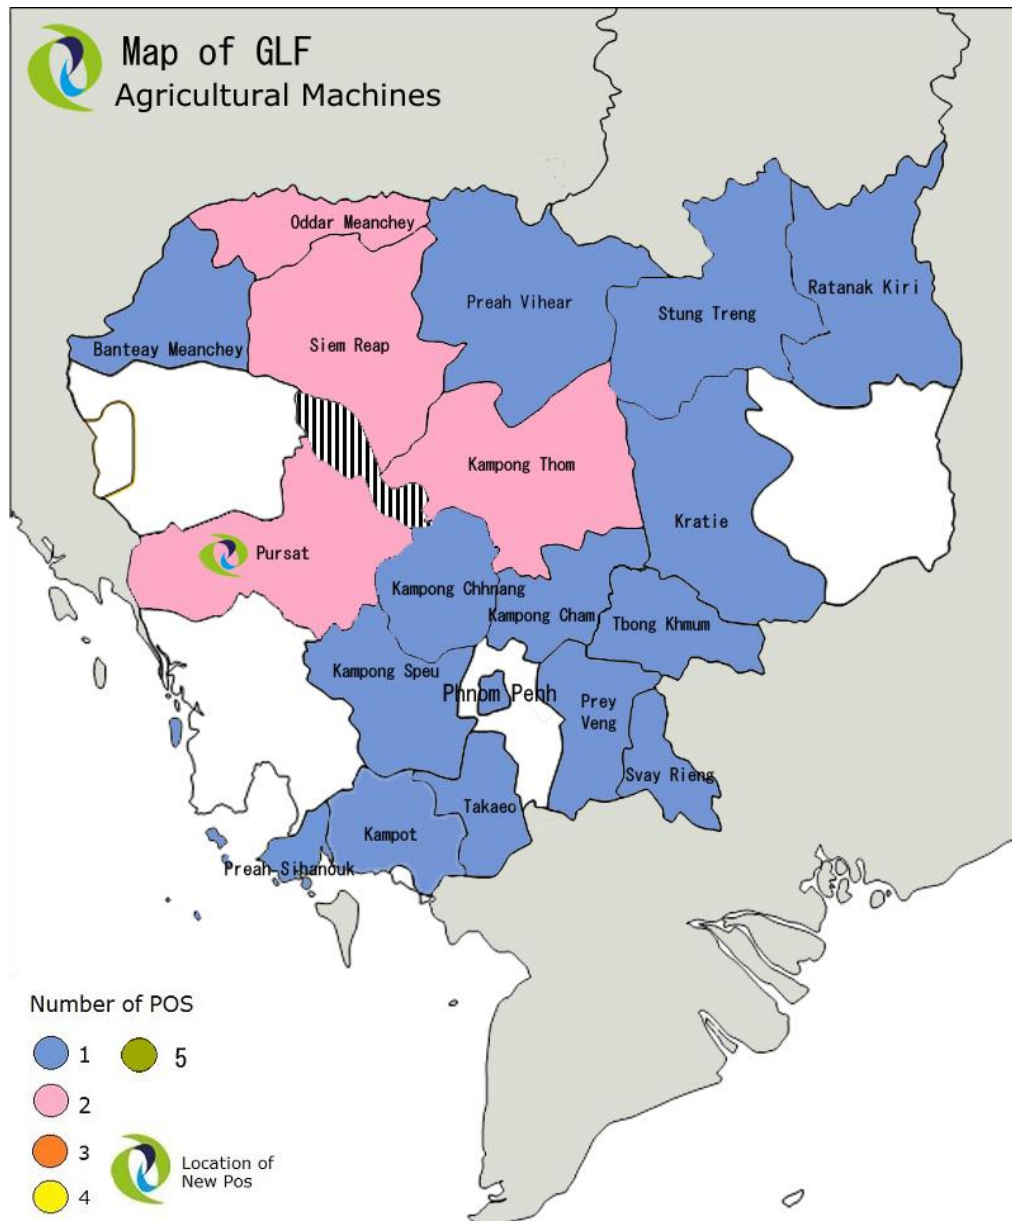 Map of GLF
Agricultural Machines
Oddar Meanchey
Preah Vihear
Ratanak Kiri
Stung Treng
Siem Reap
Banteay Meanchey
Kampong Thom
Kratie
Pursat
Kampong Chhnang
Kampong Cham
Tbong Khmum
Kampong Speu
Phnom Penh
Prey
Veng
Svay Rieng
Takaeo
Kampot
Preah-Sihanouk
Number of POS
1
5
2
3
4
Location of
New Pos